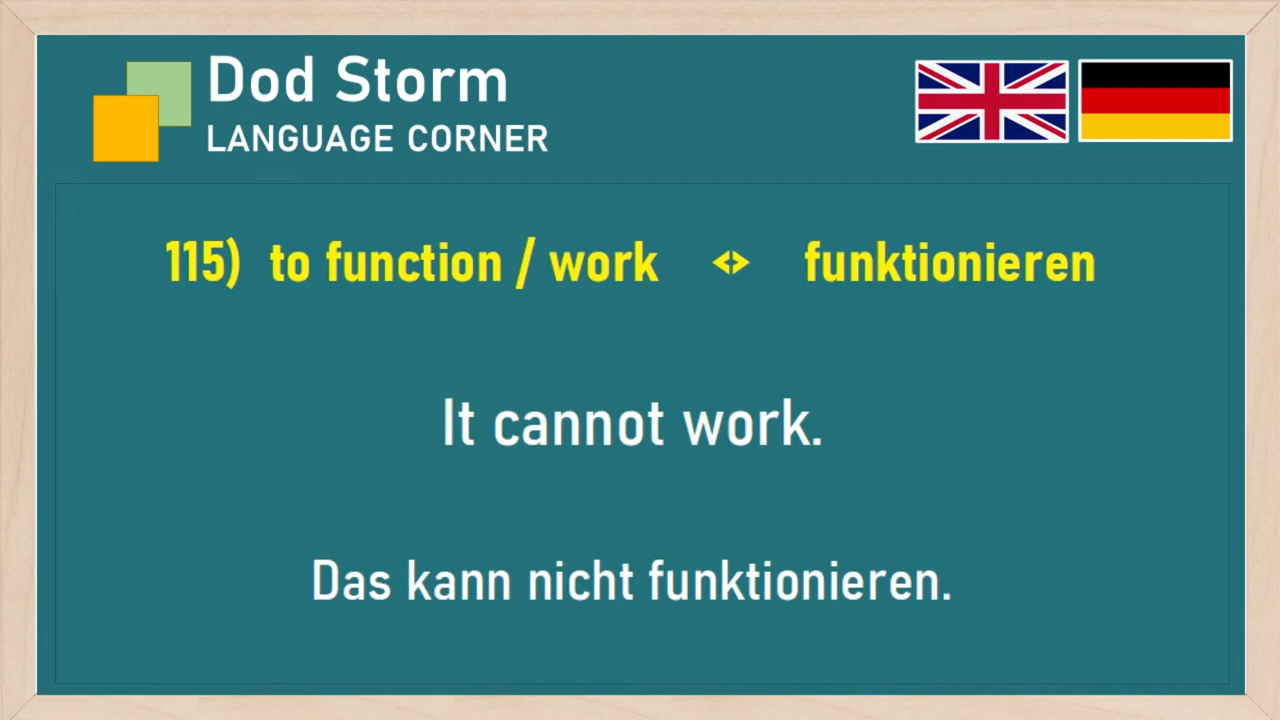 Dod Storm
LANGUAGE CORNER
115) to function / work <> funktionieren
It cannot work.
Das kann nicht funktionieren.